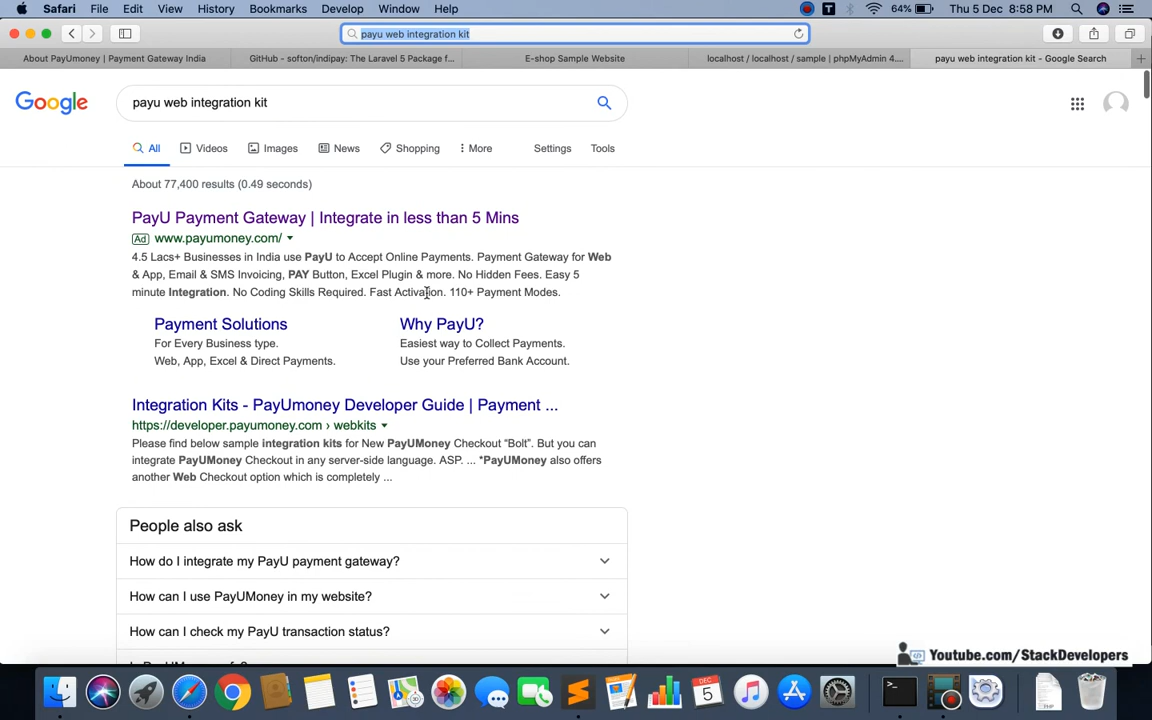 Safari File Edit View History Bookmarks Develop Window Help T 64% Thu 5 Dec 8:58 PM
payu web integration kit
About PayUmoney | Payment Gateway India GitHub - softon/indipay: The Laravel 5 Package f... E-shop Sample Website localhost / localhost / sample | phpMyAdmin 4.... payu web integration kit - Google Search
Google payu web integration kit
All Videos Images News Shopping More Settings Tools
About 77,400 results (0.49 seconds)
PayU Payment Gateway | Integrate in less than 5 Mins
Ad www.payumoney.com/
4.5 Lacs+ Businesses in India use PayU to Accept Online Payments. Payment Gateway for Web
& App, Email & SMS Invoicing, PAY Button, Excel Plugin & more. No Hidden Fees. Easy 5
minute Integration. No Coding Skills Required. Fast Activation. 110+ Payment Modes.
Payment Solutions Why PayU?
For Every Business type. Easiest way to Collect Payments.
Web, App, Excel & Direct Payments. Use your Preferred Bank Account.
Integration Kits - PayUmoney Developer Guide | Payment ...
https://developer.payumoney.com › webkits
Please find below sample integration kits for New PayUMoney Checkout “Bolt”. But you can
integrate PayUMoney Checkout in any server-side language. ASP. ... *PayUMoney also offers
another Web Checkout option which is completely ...
People also ask
How do I integrate my PayU payment gateway?
How can I use PayUMoney in my website?
How can I check my PayU transaction status?
Youtube.com/StackDevelopers